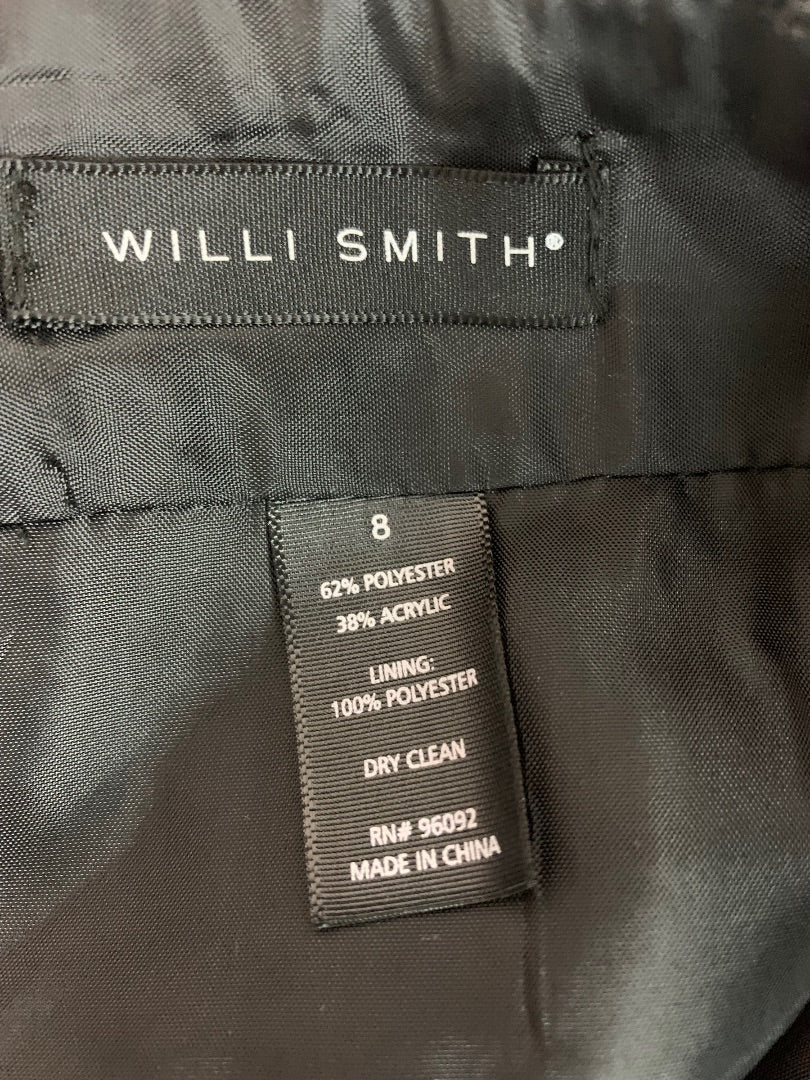 WILLI SMITH®
8
62% POLYESTER
38% ACRYLIC
LINING:
100% POLYESTER
DRY CLEAN
RN# 96092
MADE IN CHINA